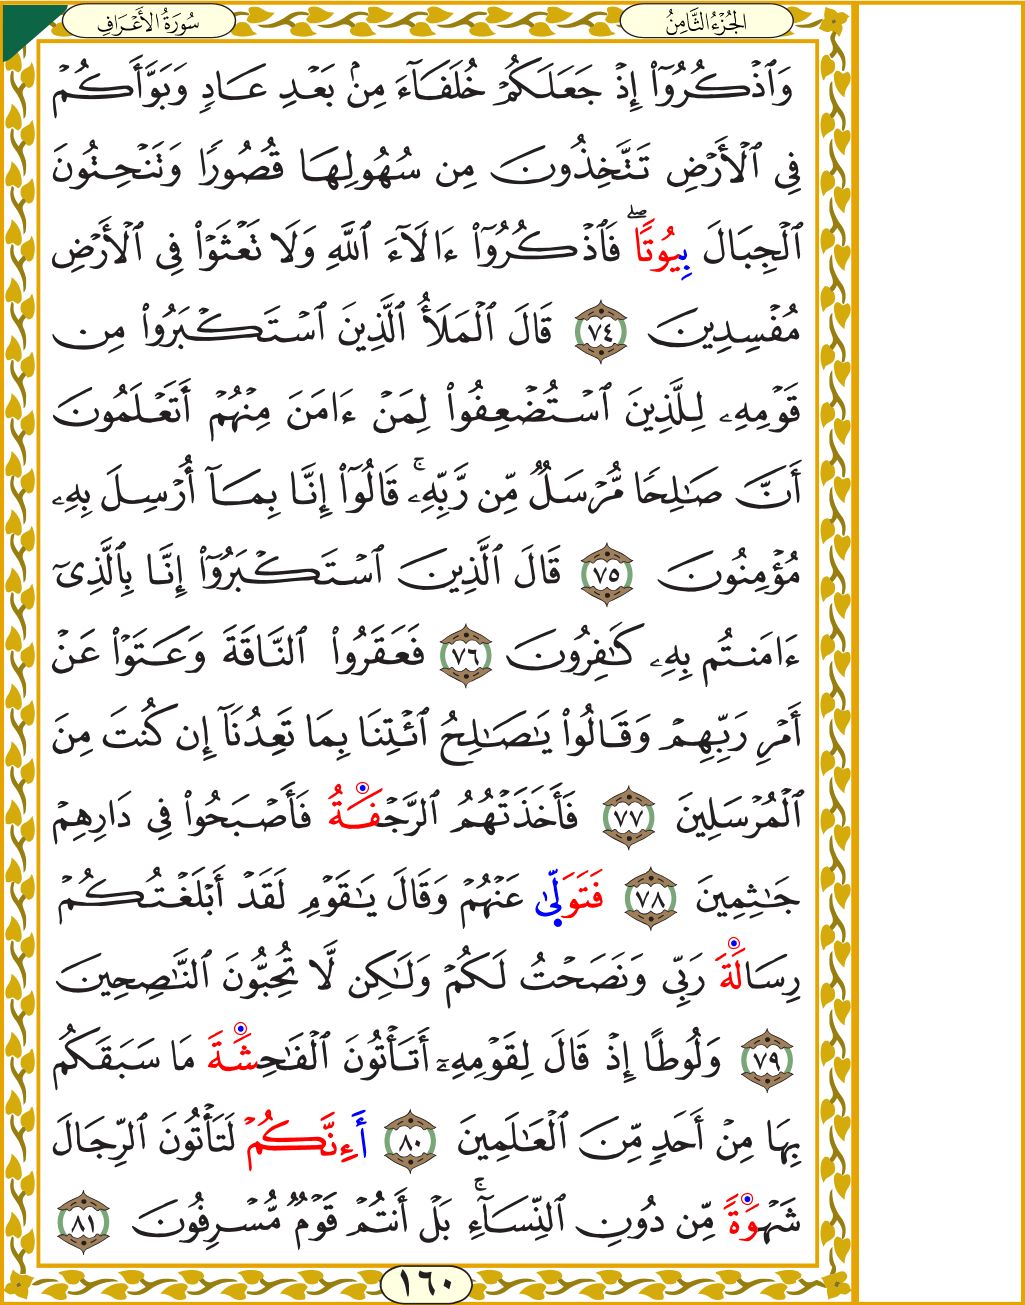 سُورَةُ الأَعْرَافِ
الجُزْءُ الثَّامِنُ
وَٱذْكُرُوٓا۟ إِذْ جَعَلَكُمْ خُلَفَآءَ مِنۢ بَعْدِ عَادٍ وَبَوَّأَكُمْ
فِى ٱلْأَرْضِ تَتَّخِذُونَ مِن سُهُولِهَا قُصُورًا وَتَنْحِتُونَ
ٱلْجِبَالَ بِيُوتًا ۖ فَٱذْكُرُوٓا۟ ءَالَآءَ ٱللَّهِ وَلَا تَعْثَوْا۟ فِى ٱلْأَرْضِ
مُفْسِدِينَ ٧٤ قَالَ ٱلْمَلَأُ ٱلَّذِينَ ٱسْتَكْبَرُوا۟ مِن
قَوْمِهِۦ لِلَّذِينَ ٱسْتُضْعِفُوا۟ لِمَنْ ءَامَنَ مِنْهُمْ أَتَعْلَمُونَ
أَنَّ صَٰلِحًا مُّرْسَلٌ مِّن رَّبِّهِۦ ۚ قَالُوٓا۟ إِنَّا بِمَآ أُرْسِلَ بِهِۦ
مُؤْمِنُونَ ٧٥ قَالَ ٱلَّذِينَ ٱسْتَكْبَرُوٓا۟ إِنَّا بِٱلَّذِىٓ
ءَامَنتُم بِهِۦ كَٰفِرُونَ ٧٦ فَعَقَرُوا۟ ٱلنَّاقَةَ وَعَتَوْا۟ عَنْ
أَمْرِ رَبِّهِمْ وَقَالُوا۟ يَٰصَٰلِحُ ٱئْتِنَا بِمَا تَعِدُنَآ إِن كُنتَ مِنَ
ٱلْمُرْسَلِينَ ٧٧ فَأَخَذَتْهُمُ ٱلرَّجْفَةُ فَأَصْبَحُوا۟ فِى دَارِهِمْ
جَٰثِمِينَ ٧٨ فَتَوَلَّىٰ عَنْهُمْ وَقَالَ يَٰقَوْمِ لَقَدْ أَبْلَغْتُكُمْ
رِسَالَةَ رَبِّى وَنَصَحْتُ لَكُمْ وَلَٰكِن لَّا تُحِبُّونَ ٱلنَّٰصِحِينَ
٧٩ وَلُوطًا إِذْ قَالَ لِقَوْمِهِۦٓ أَتَأْتُونَ ٱلْفَٰحِشَةَ مَا سَبَقَكُم
بِهَا مِنْ أَحَدٍ مِّنَ ٱلْعَٰلَمِينَ ٨٠ أَءِنَّكُمْ لَتَأْتُونَ ٱلرِّجَالَ
شَهْوَةً مِّن دُونِ ٱلنِّسَآءِ ۚ بَلْ أَنتُمْ قَوْمٌ مُّسْرِفُونَ ٨١
١٦٠